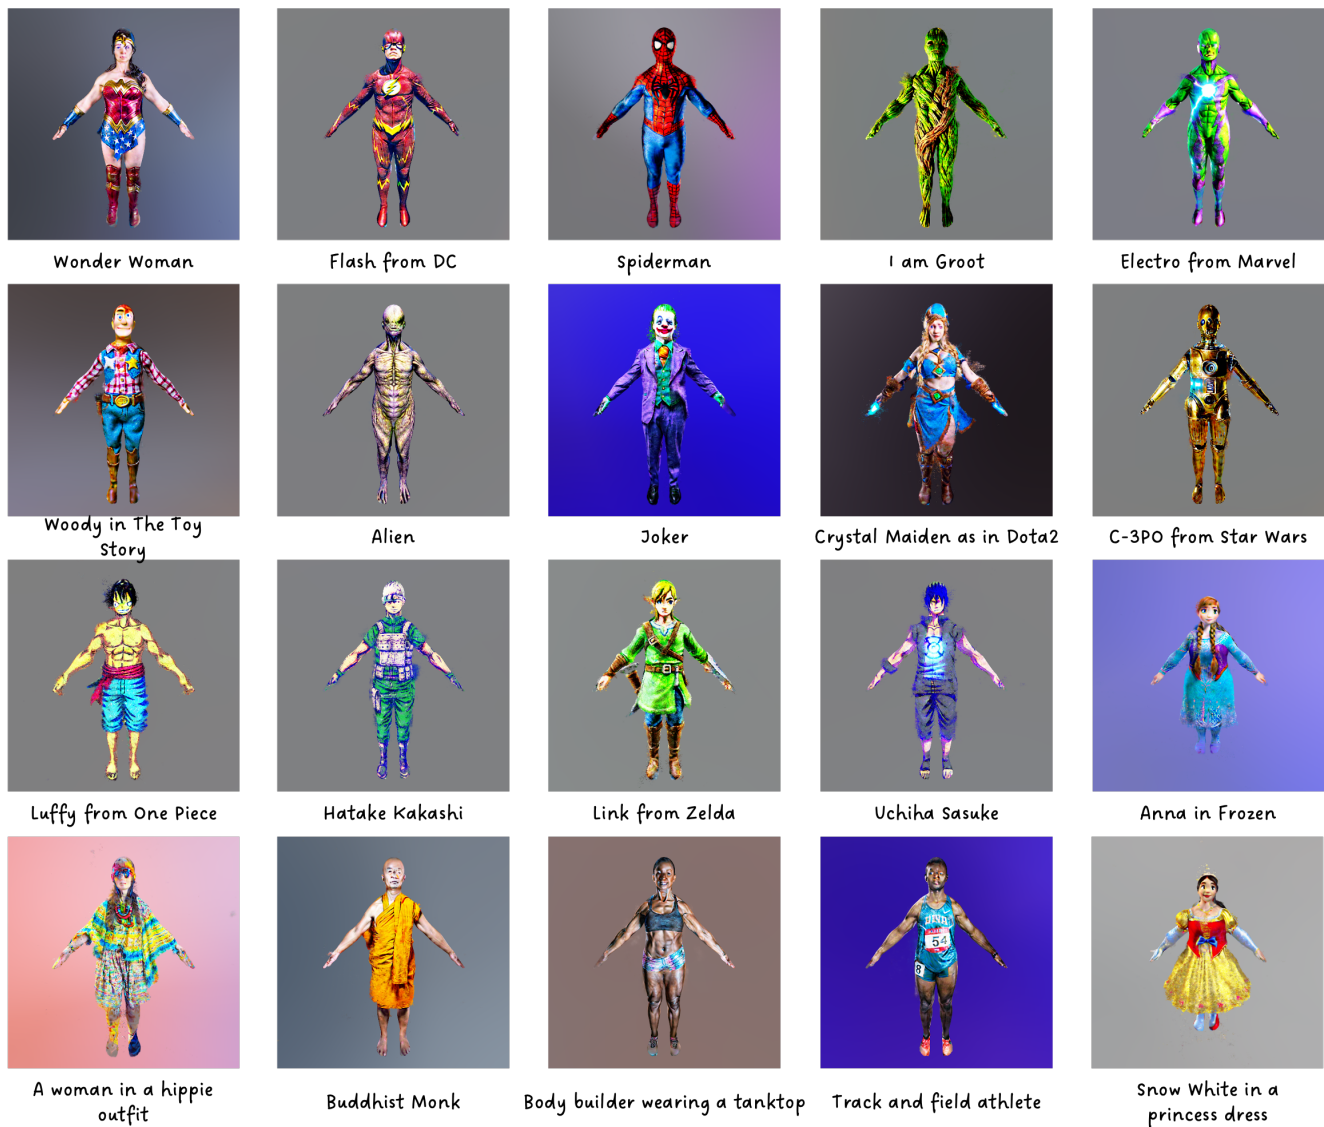 Wonder Woman
Flash from DC
Spiderman
I am Groot
Electro from Marvel
Woody in The Toy
Story
Alien
Joker
Crystal Maiden as in Dota2
C-3PO from Star Wars
Luffy from One Piece
Hatake Kakashi
Link from Zelda
Uchiha Sasuke
Anna in Frozen
54
8
A woman in a hippie
outfit
Buddhist Monk
Body builder wearing a tanktop
Track and field athlete
Snow White in a
princess dress